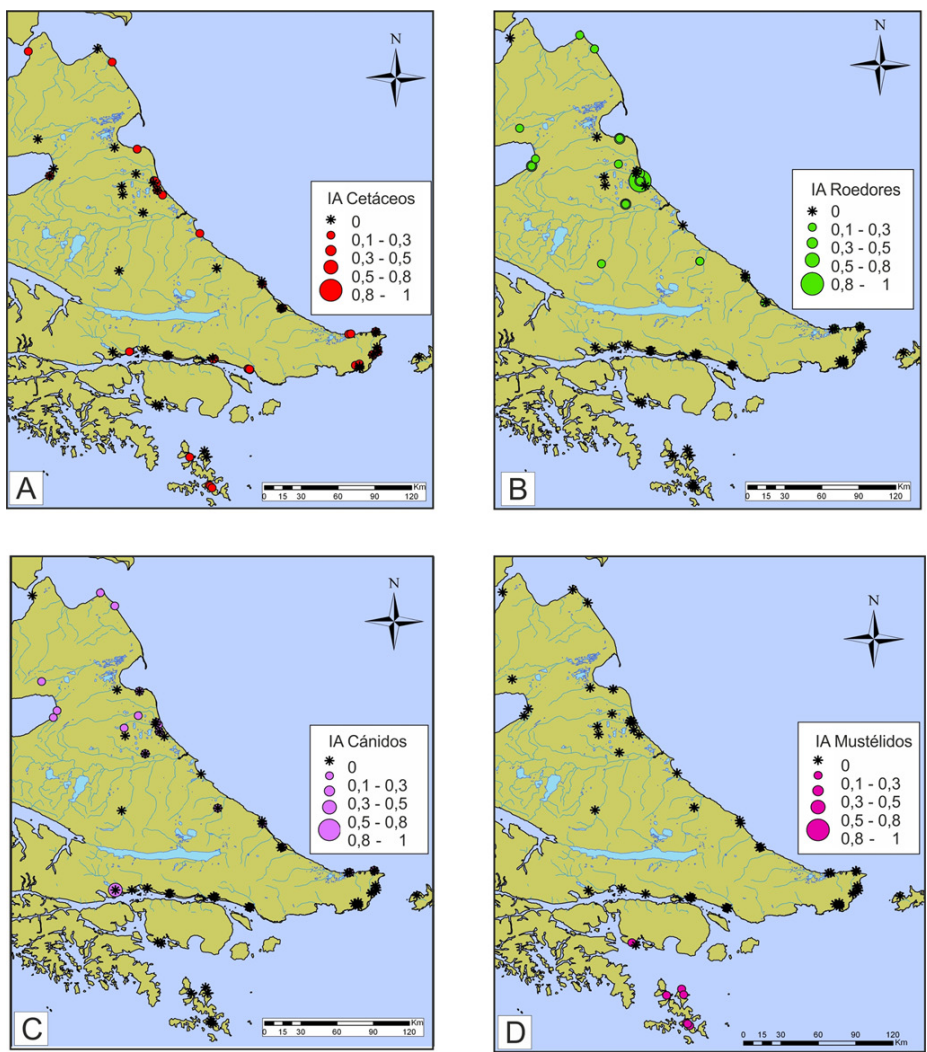 N
IA Cetáceos
0
0,1 - 0,3
0,3 - 0,5
0,5 - 0,8
0,8 - 1
Km
0 15 30 60 90 120
A
N
IA Roedores
0
0,1 - 0,3
0,3 - 0,5
0,5 - 0,8
0,8 - 1
Km
0 15 30 60 90 120
B
N
IA Cánidos
0
0,1 - 0,3
0,3 - 0,5
0,5 - 0,8
0,8 - 1
Km
0 15 30 60 90 120
C
N
IA Mustélidos
0
0,1 - 0,3
0,3 - 0,5
0,5 - 0,8
0,8 - 1
0 15 30 60 90 120
Km
D